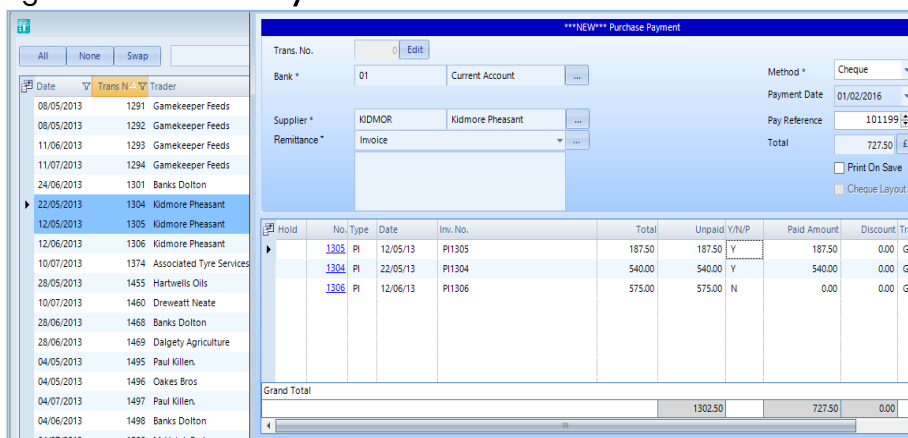 ***NEW*** Purchase Payment
All None Swap
Date Trans N Trader
08/05/2013 1291 Gamekeeper Feeds
08/05/2013 1292 Gamekeeper Feeds
11/06/2013 1293 Gamekeeper Feeds
11/07/2013 1294 Gamekeeper Feeds
24/06/2013 1301 Banks Dolton
22/05/2013 1304 Kidmore Pheasant
12/05/2013 1305 Kidmore Pheasant
12/06/2013 1306 Kidmore Pheasant
10/07/2013 1374 Associated Tyre Services
28/05/2013 1455 Hartwells Oils
10/07/2013 1460 Dreweatt Neate
28/06/2013 1468 Banks Dolton
28/06/2013 1469 Dalgety Agriculture
04/05/2013 1495 Paul Killen.
04/05/2013 1496 Oakes Bros
04/07/2013 1497 Paul Killen.
04/06/2013 1498 Banks Dolton
Trans. No. 0 Edit
Bank * 01 Current Account ...
Supplier * KIDMOR Kidmore Pheasant ...
Remittance * Invoice ...
Method * Cheque
Payment Date 01/02/2016
Pay Reference 101199
Total 727.50 £
Print On Save
Cheque Layout
Hold No. Type Date Inv. No. Total Unpaid Y/N/P Paid Amount Discount Tr
1305 PI 12/05/13 PI1305 187.50 187.50 Y 187.50 0.00 G
1304 PI 22/05/13 PI1304 540.00 540.00 Y 540.00 0.00 G
1306 PI 12/06/13 PI1306 575.00 575.00 N 0.00 0.00 G
Grand Total
1302.50 727.50 0.00